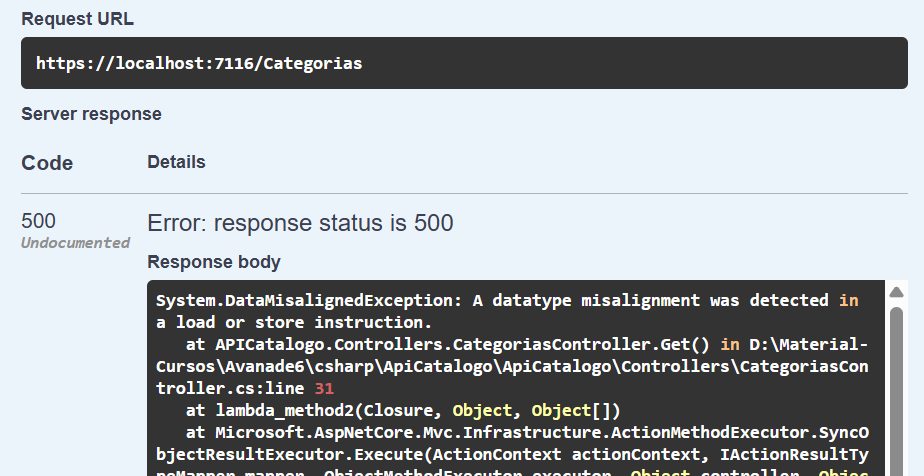 Request URL
https://localhost:7116/Categorias
Server response
Code Details
500 Error: response status is 500
Undocumented
Response body
System.DataMisalignedException: A datatype misalignment was detected in
a load or store instruction.
at APICatalogo.Controllers.CategoriasController.Get() in D:\Material-
Cursos\Avanade6\csharp\ApiCatalogo\ApiCatalogo\Controllers\CategoriasCon
troller.cs:line 31
at lambda_method2(Closure, Object, Object[])
at Microsoft.AspNetCore.Mvc.Infrastructure.ActionMethodExecutor.SyncO
bjectResultExecutor.Execute(ActionContext actionContext, IActionResultTy
peMapper mapper, ObjectMethodExecutor executor, Object controller, Objec